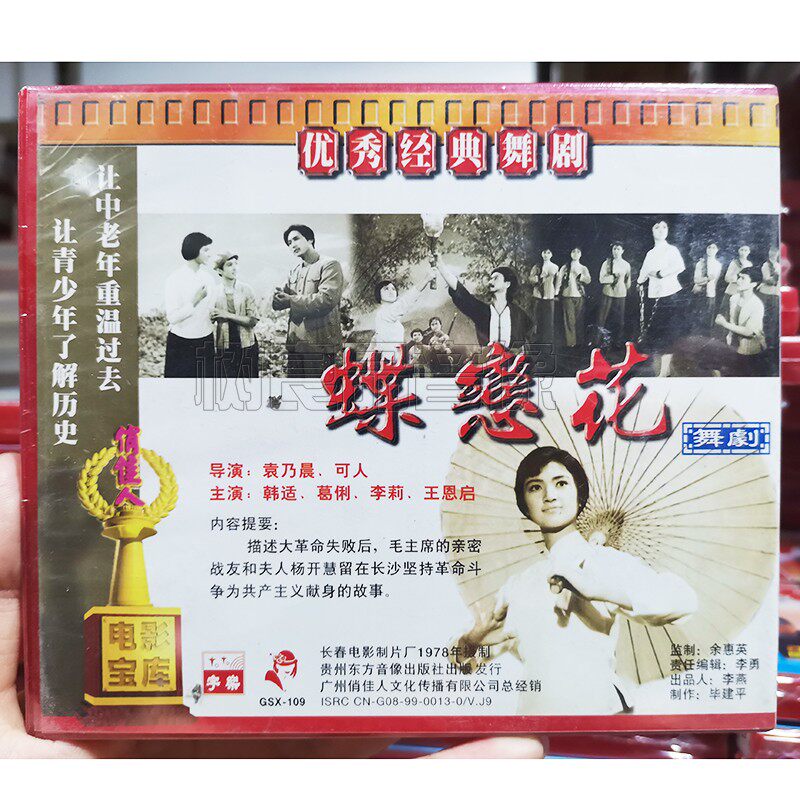 优秀经典舞剧
让中老年重温过去
让青少年了解历史
蝶戀花
舞劇
俏佳人
电影
宝库
导演：袁乃晨、可人
主演：韩适、葛俐、李莉、王恩启
内容提要：
描述大革命失败后，毛主席的亲密
战友和夫人杨开慧留在长沙坚持革命斗
争为共产主义献身的故事。
字幕
GSX-109
长春电影制片厂1978年摄制
贵州东方音像出版社出版发行
广州俏佳人文化传播有限公司总经销
ISRC CN-G08-99-0013-0/V.J9
监制：余惠英
责任编辑：李勇
出品人：李燕
制作：毕建平